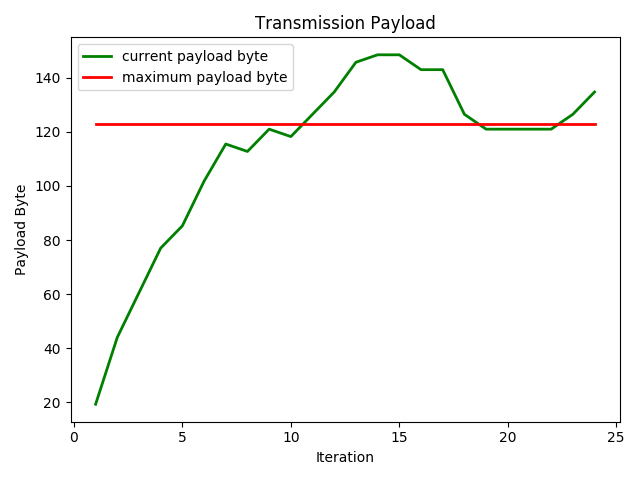 Transmission Payload
current payload byte
maximum payload byte
140
120
100
80
60
40
20
Payload Byte
0 5 10 15 20 25
Iteration